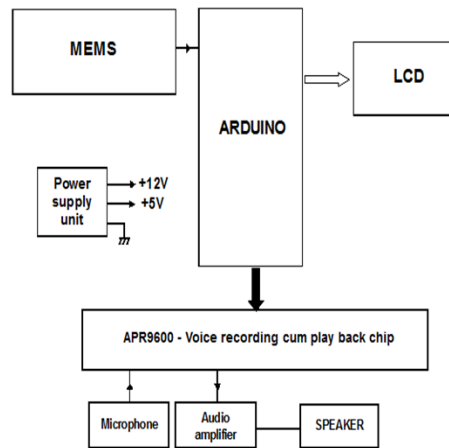 MEMS
ARDUINO
LCD
Power
supply
unit
+12V
+5V
APR9600 - Voice recording cum play back chip
Microphone
Audio
amplifier
SPEAKER